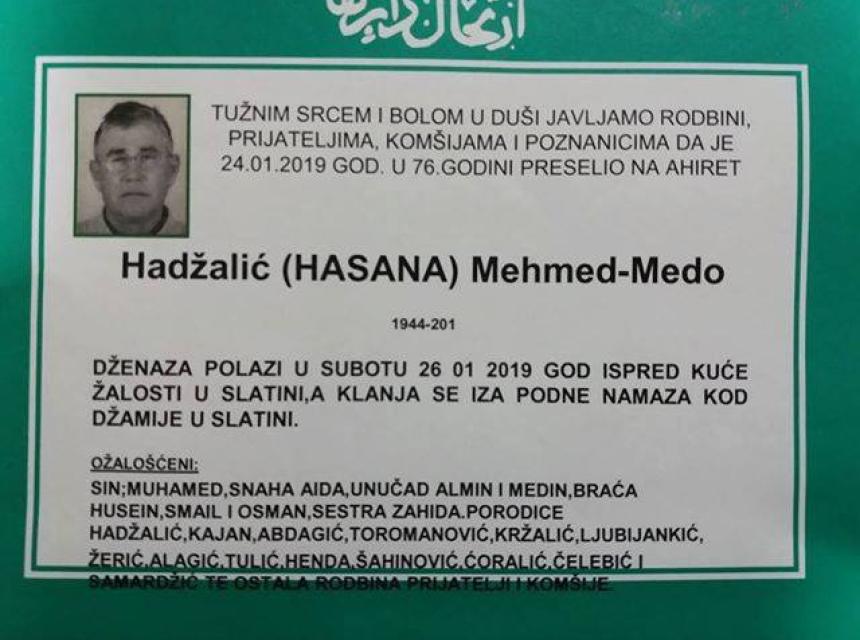 TUŽNIM SRCEM I BOLOM U DUŠI JAVLJAMO RODBINI,
PRIJATELJIMA, KOMŠIJAMA I POZNANICIMA DA JE
24.01.2019 GOD. U 76.GODINI PRESELIO NA AHIRET
Hadžalić (HASANA) Mehmed-Medo
1944-201
DŽENAZA POLAZI U SUBOTU 26 01 2019 GOD ISPRED KUĆE
ŽALOSTI U SLATINI,A KLANJA SE IZA PODNE NAMAZA KOD
DŽAMIJE U SLATINI.
OŽALOŠĆENI:
SIN;MUHAMED,SNAHA AIDA,UNUČAD ALMIN I MEDIN,BRAĆA
HUSEIN,SMAIL I OSMAN,SESTRA ZAHIDA.PORODICE
HADŽALIĆ,KAJAN,ABDAGIĆ,TOROMANOVIĆ,KRŽALIĆ,LJUBIJANKIĆ,
ŽERIĆ,ALAGIĆ,TULIĆ,HENDA,ŠAHINOVIĆ,ĆORALIĆ,ČELEBIĆ I
SAMARDŽIĆ TE OSTALA RODBINA PRIJATELJI I KOMŠIJE.